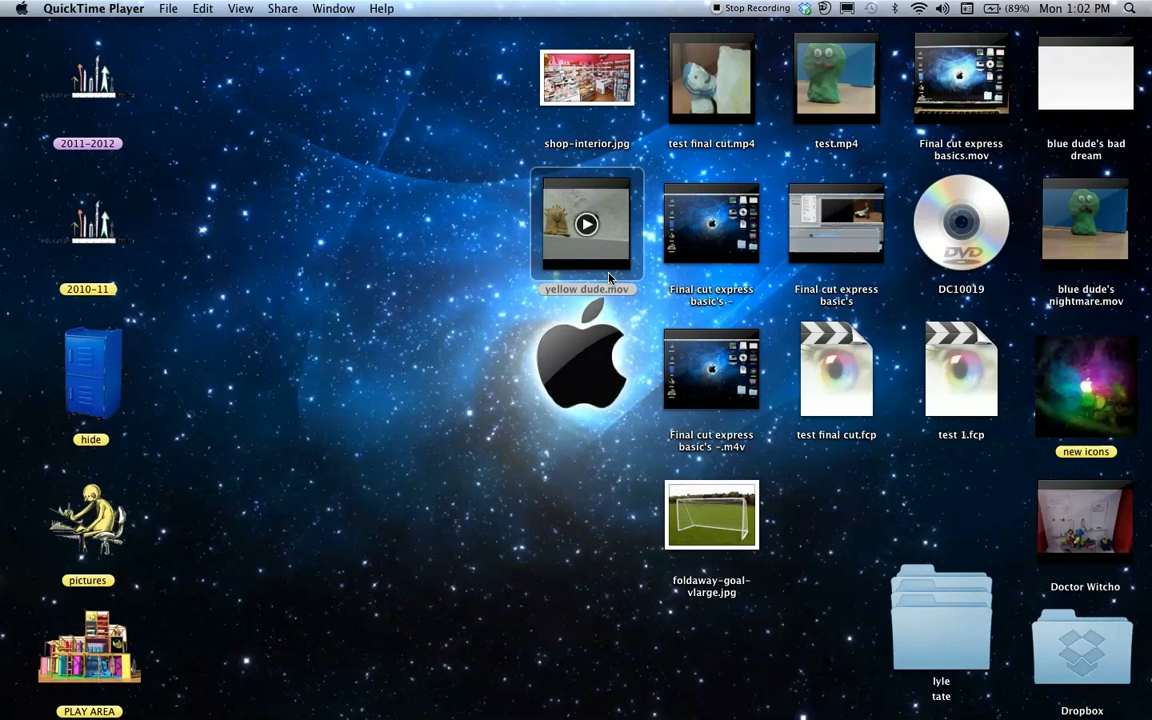 QuickTime Player File Edit View Share Window Help Stop Recording (89%) Mon 1:02 PM
2011-2012
shop-interior.jpg
test final cut.mp4
test.mp4
Final cut express
basics.mov
blue dude's bad
dream
2010-11
yellow dude.mov
Final cut express
basic's -
Final cut express
basic's
DVD
DC10019
blue dude's
nightmare.mov
hide
Final cut express
basic's -.m4v
test final cut.fcp
test 1.fcp
new icons
pictures
foldaway-goal-
vlarge.jpg
Doctor Witcho
PLAY AREA
lyle
tate
Dropbox